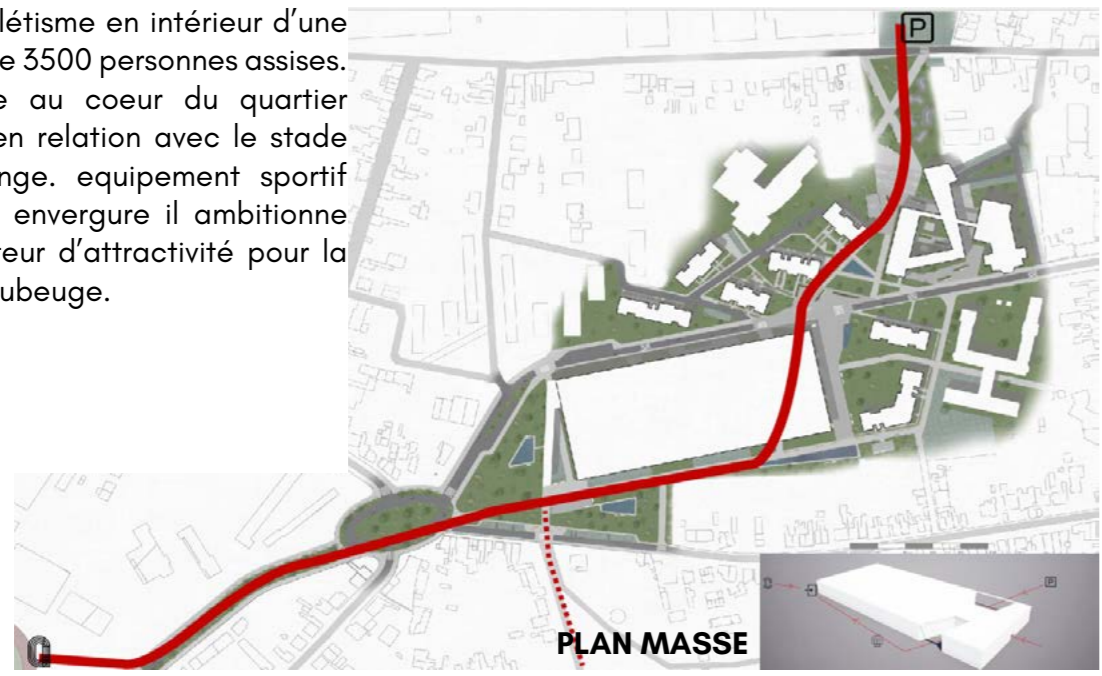 létisme en intérieur d’une
e 3500 personnes assises.
e au coeur du quartier
en relation avec le stade
nge. equipement sportif
envergure il ambitionne
teur d’attractivité pour la
ubeuge.
P
PLAN MASSE
P